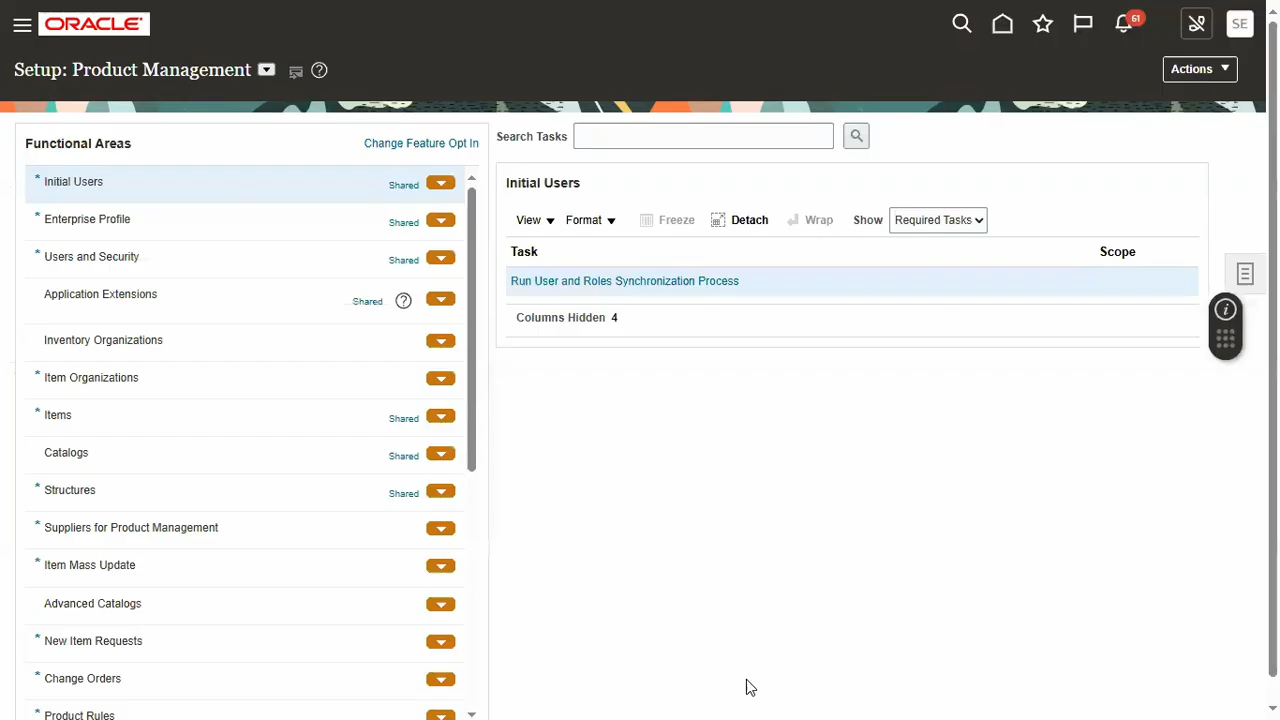 ORACLE
61
SE
Setup: Product Management
Actions
Functional Areas
Change Feature Opt In
* Initial Users Shared
* Enterprise Profile Shared
* Users and Security Shared
Application Extensions Shared
Inventory Organizations
* Item Organizations
* Items Shared
Catalogs Shared
* Structures Shared
* Suppliers for Product Management
* Item Mass Update
Advanced Catalogs
* New Item Requests
* Change Orders
* Product Rules
Search Tasks
Initial Users
View Format Freeze Detach Wrap Show Required Tasks
Task Scope
Run User and Roles Synchronization Process
Columns Hidden 4